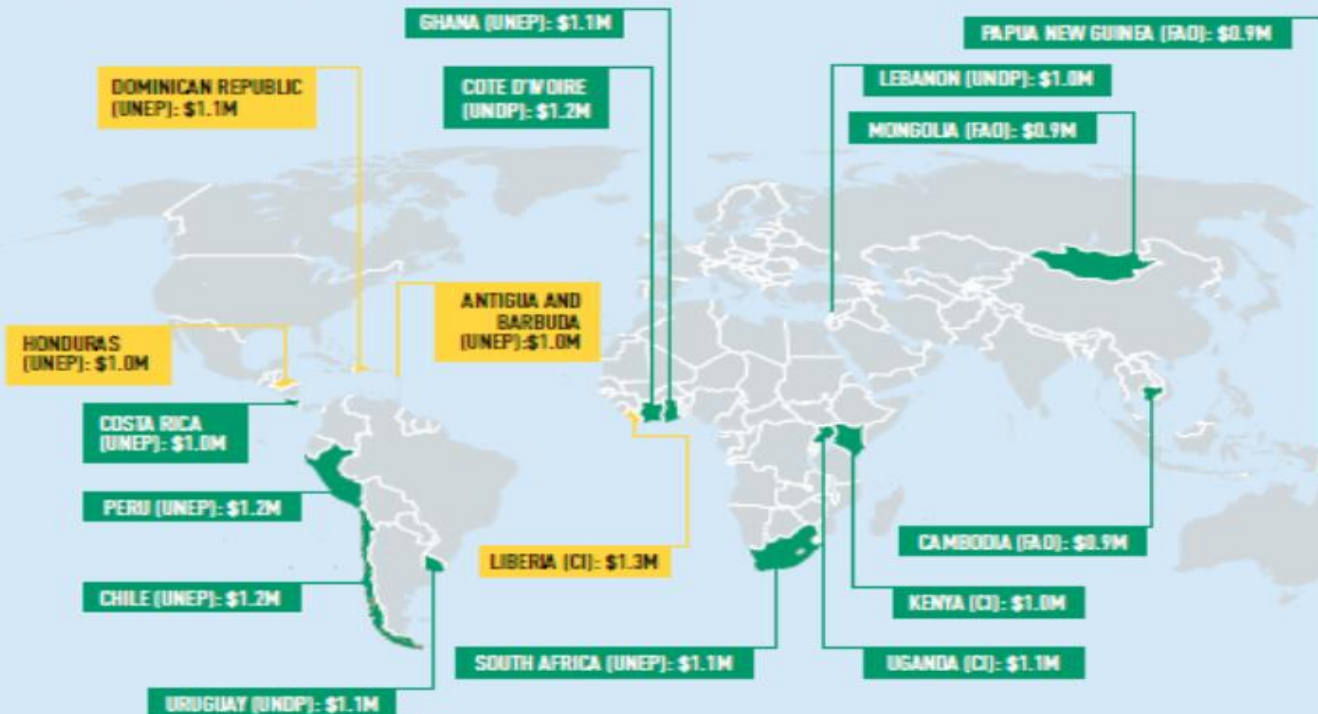 GHANA (UNEP): $1.1M
PAPUA NEW GUINEA (FAO): $0.9M
DOMINICAN REPUBLIC
(UNEP): $1.1M
COTE D'IVOIRE
(UNDP): $1.2M
LEBANON (UNDP): $1.0M
MONGOLIA (FAO): $0.9M
ANTIGUA AND
BARBUDA
(UNEP):$1.0M
HONDURAS
(UNEP): $1.0M
COSTA RICA
(UNEP): $1.0M
PERU (UNEP): $1.2M
LIBERIA (CI): $1.3M
CAMBODIA (FAO): $0.9M
CHILE (UNEP): $1.2M
KENYA (CI): $1.0M
SOUTH AFRICA (UNEP): $1.1M
UGANDA (CI): $1.1M
URUGUAY (UNDP): $1.1M